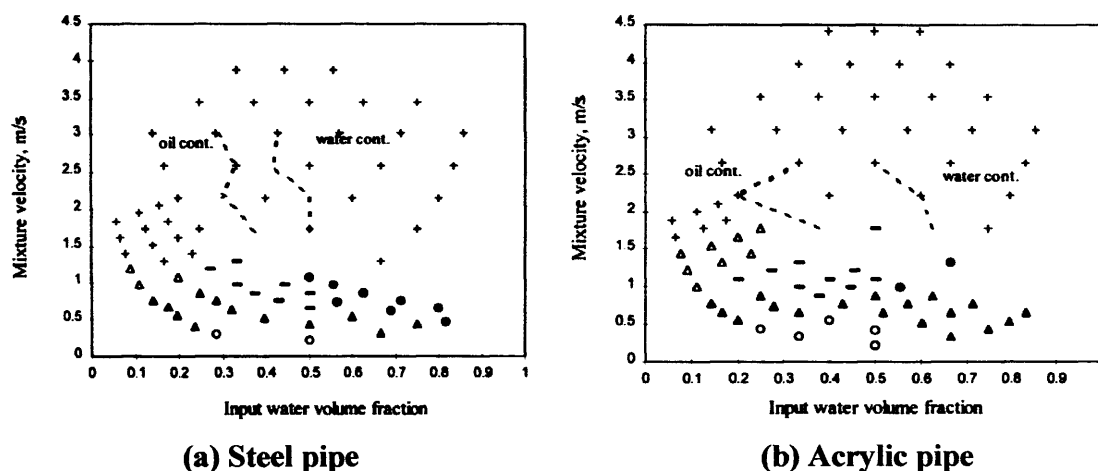 4.5
4
3.5
3
2.5
2
1.5
1
0.5
0
Mixture velocity, m/s
oil cont.
water cont.
0 0.1 0.2 0.3 0.4 0.5 0.6 0.7 0.8 0.9 1
Input water volume fraction
(a) Steel pipe
4.5
4
3.5
3
2.5
2
1.5
1
0.5
0
Mixture velocity, m/s
oil cont.
water cont.
0 0.1 0.2 0.3 0.4 0.5 0.6 0.7 0.8 0.9
Input water volume fraction
(b) Acrylic pipe